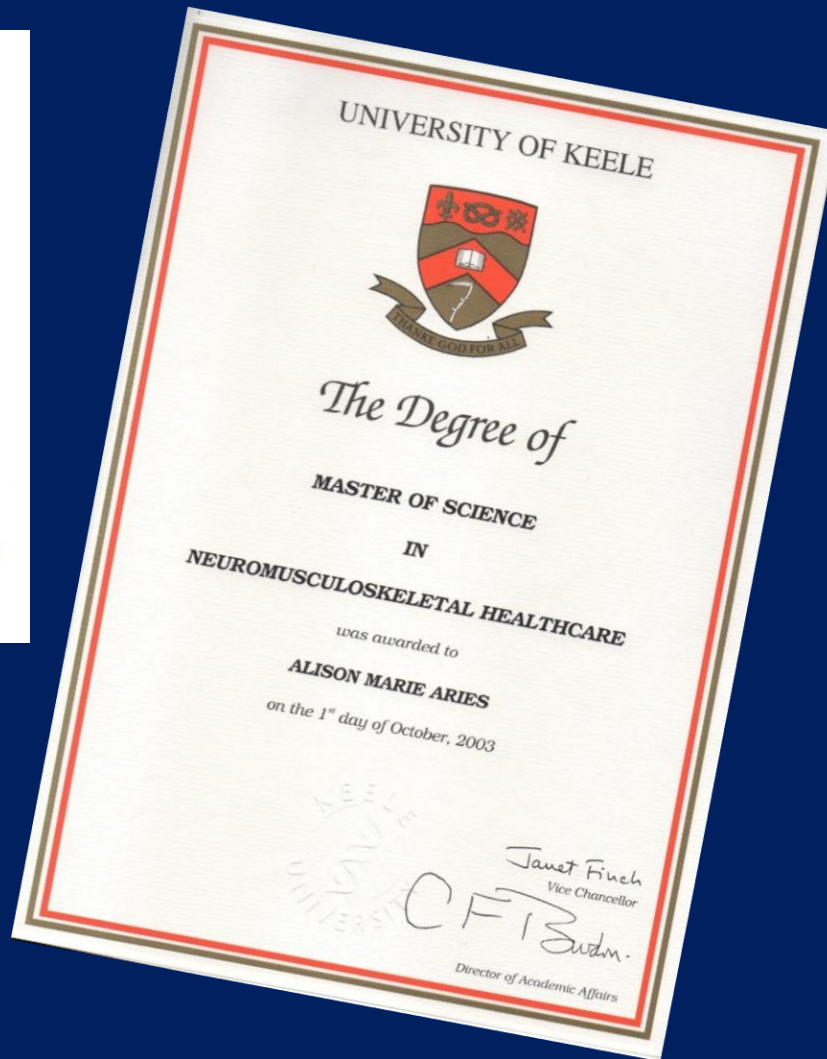 UNIVERSITY OF KEELE
THANKE GOD FOR ALL
The Degree of
MASTER OF SCIENCE
IN
NEUROMUSCULOSKELETAL HEALTHCARE
was awarded to
ALISON MARIE ARIES
on the 1st day of October, 2003
KEELE
UNIVERSITY
Janet Finch
Vice Chancellor
Director of Academic Affairs